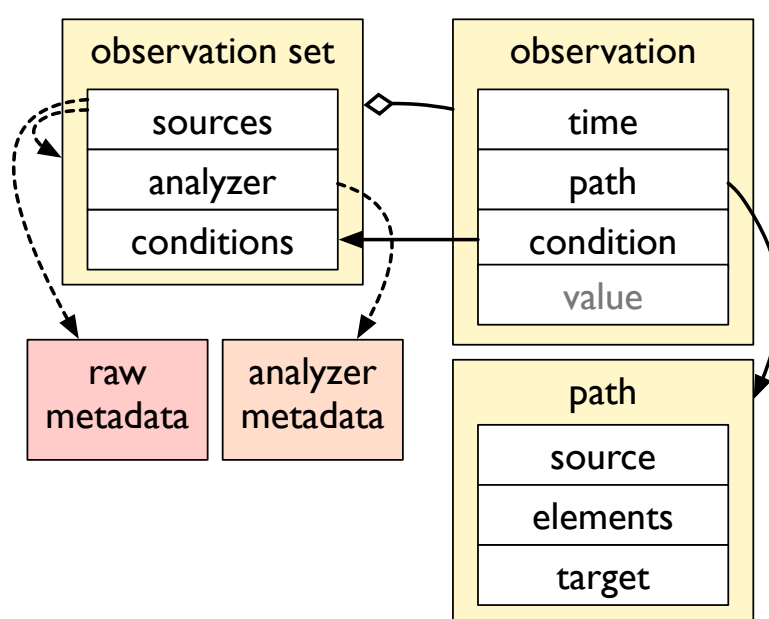 observation set
sources
analyzer
conditions
observation
time
path
condition
value
raw
metadata
analyzer
metadata
path
source
elements
target